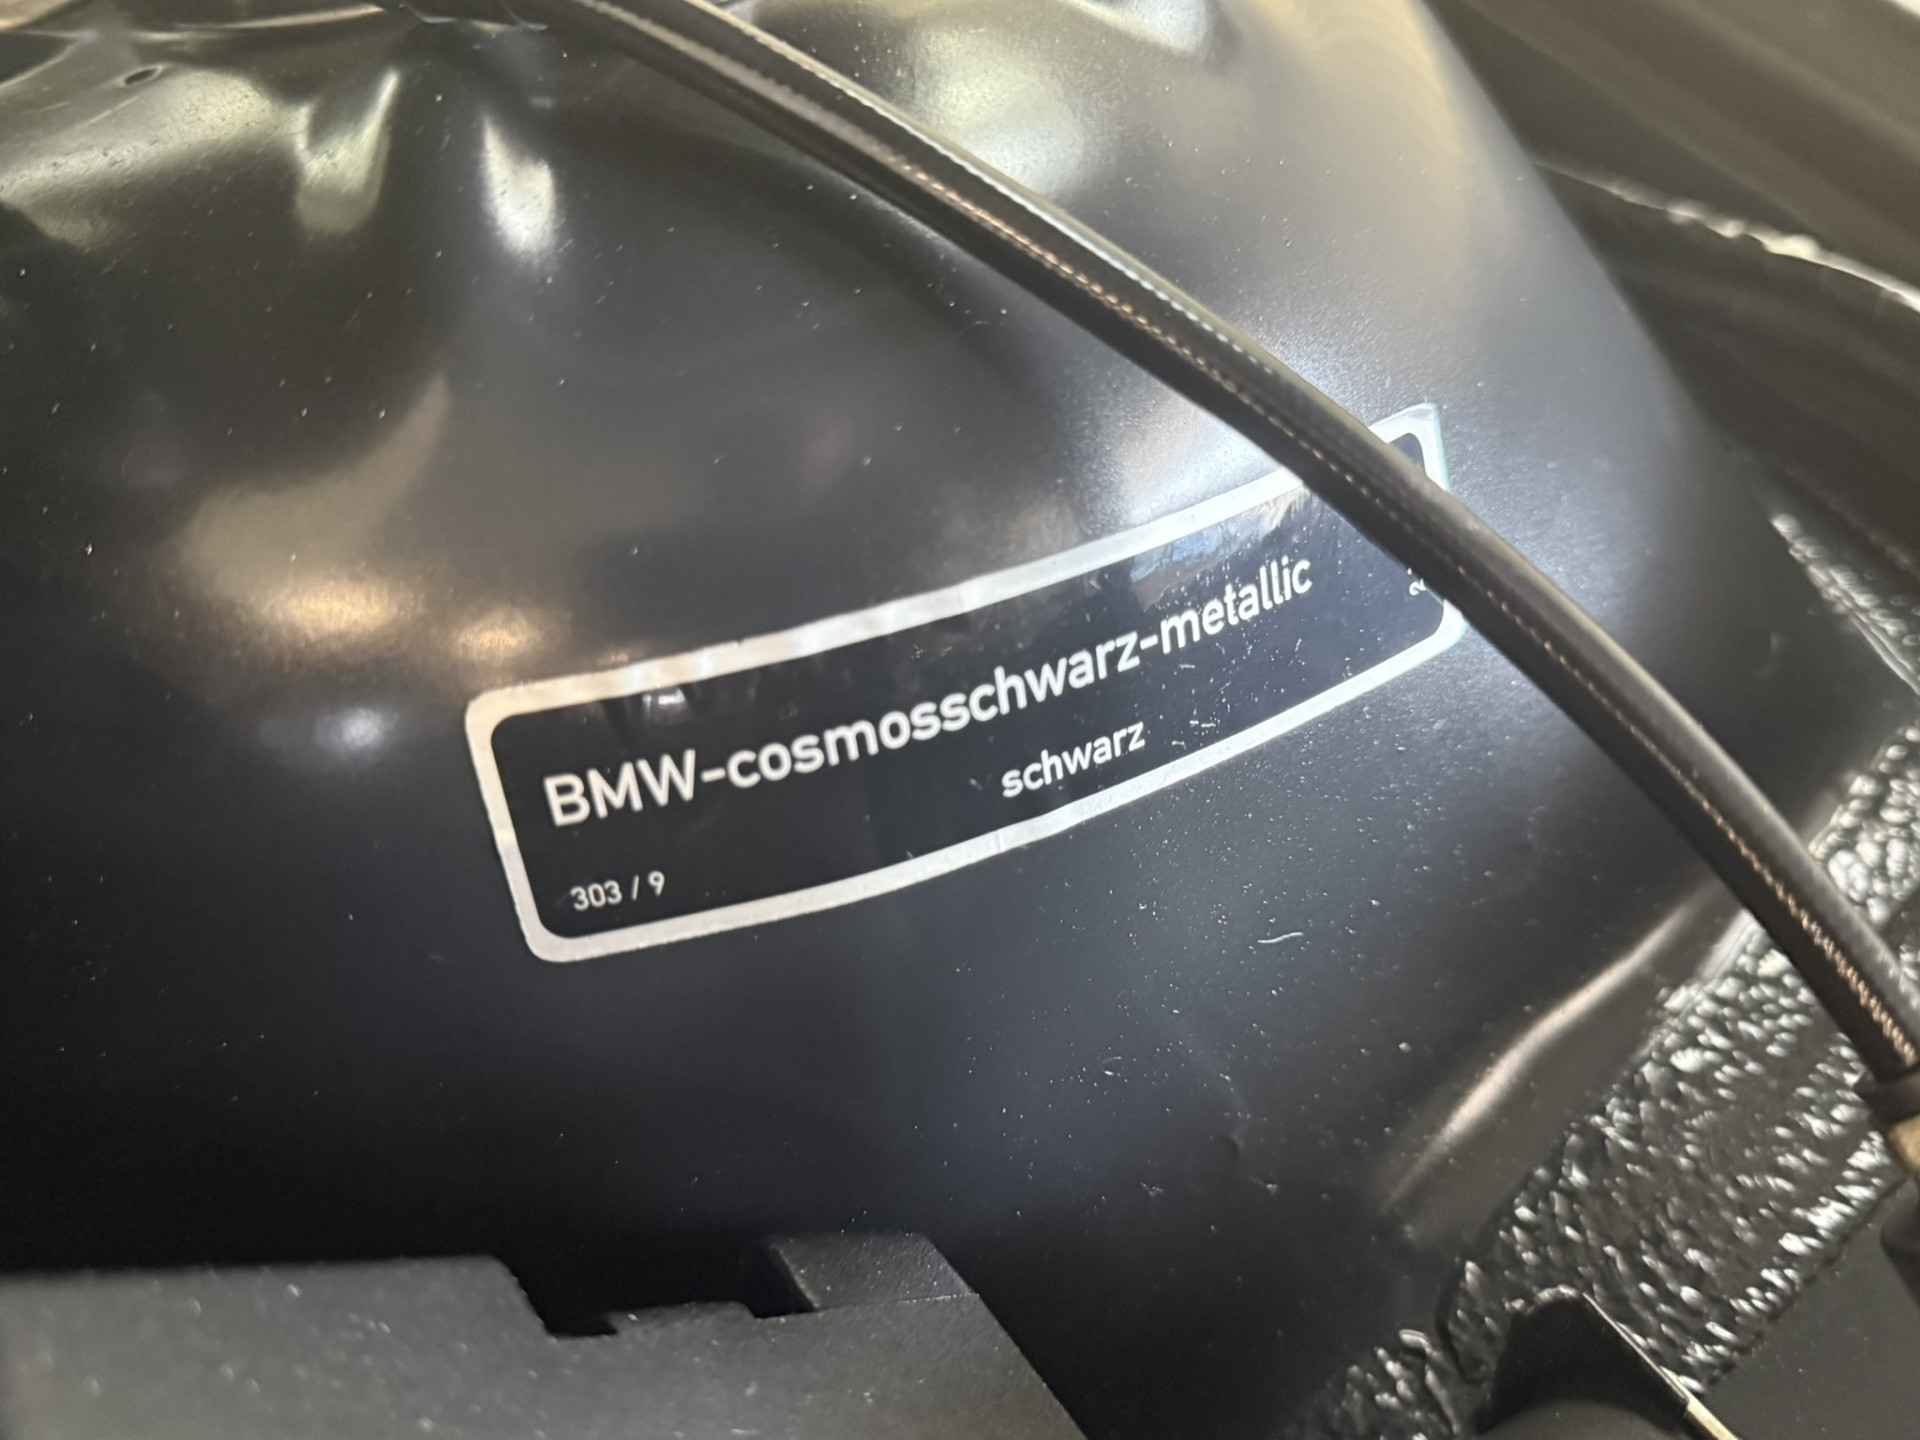 BMW-cosmosschwarz-metallic
schwarz
303 / 9